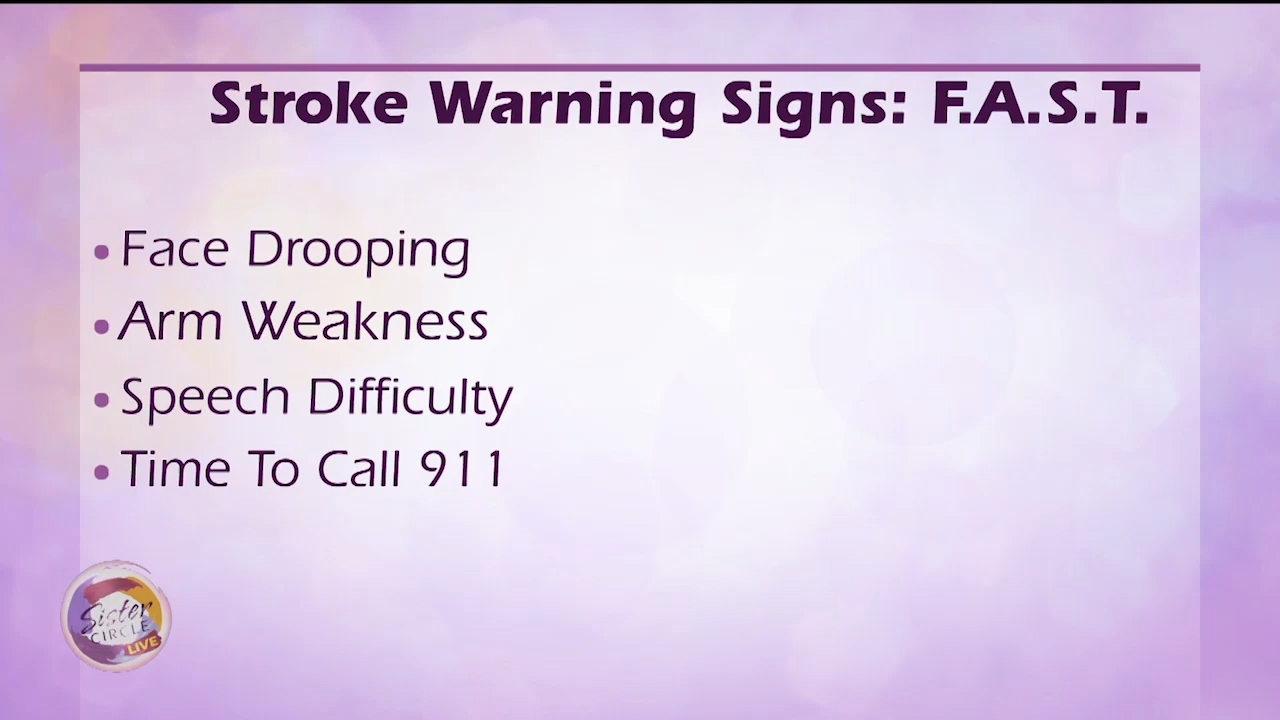 Stroke Warning Signs: F.A.S.T.
• Face Drooping
• Arm Weakness
• Speech Difficulty
• Time To Call 911
Sister
CIRCLE
LIVE